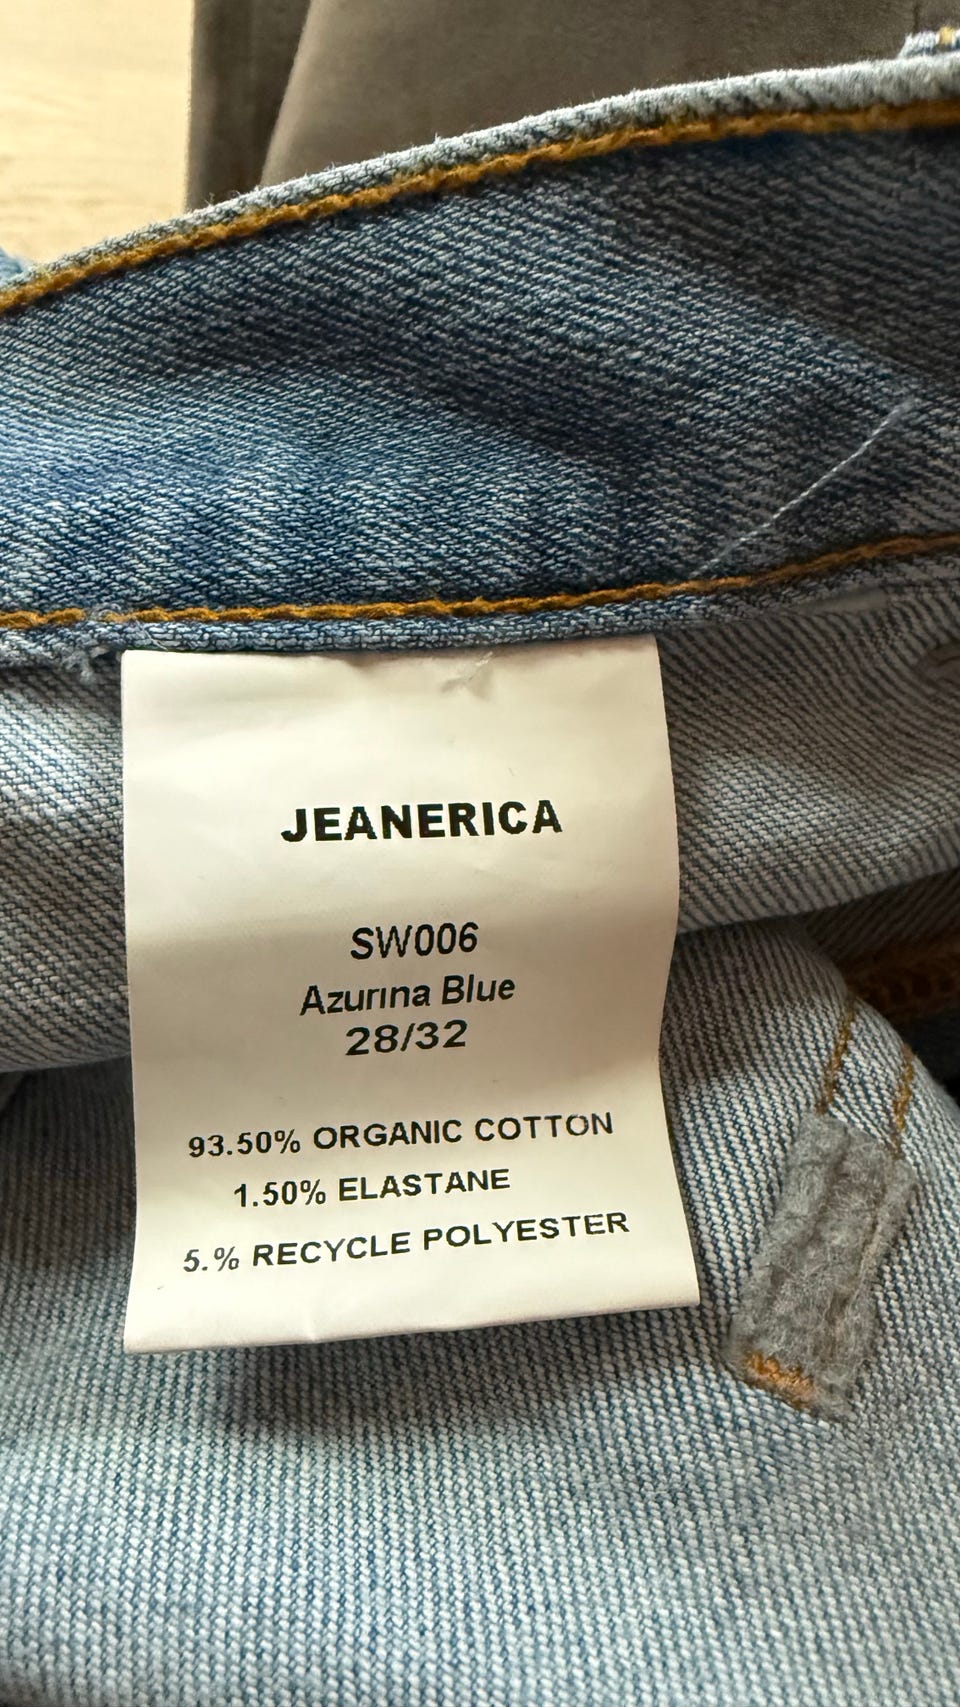 JEANERICA
SW006
Azurina Blue
28/32
93.50% ORGANIC COTTON
1.50% ELASTANE
5.% RECYCLE POLYESTER